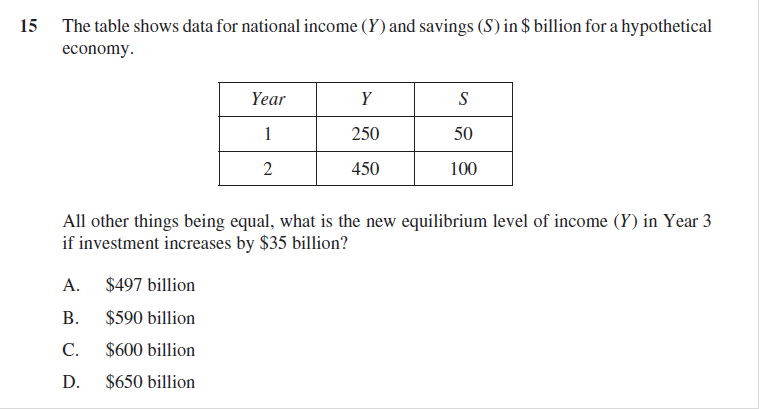 15 The table shows data for national income (Y) and savings (S) in $ billion for a hypothetical
economy.
Year Y S
1 250 50
2 450 100
All other things being equal, what is the new equilibrium level of income (Y) in Year 3
if investment increases by $35 billion?
A. $497 billion
B. $590 billion
C. $600 billion
D. $650 billion